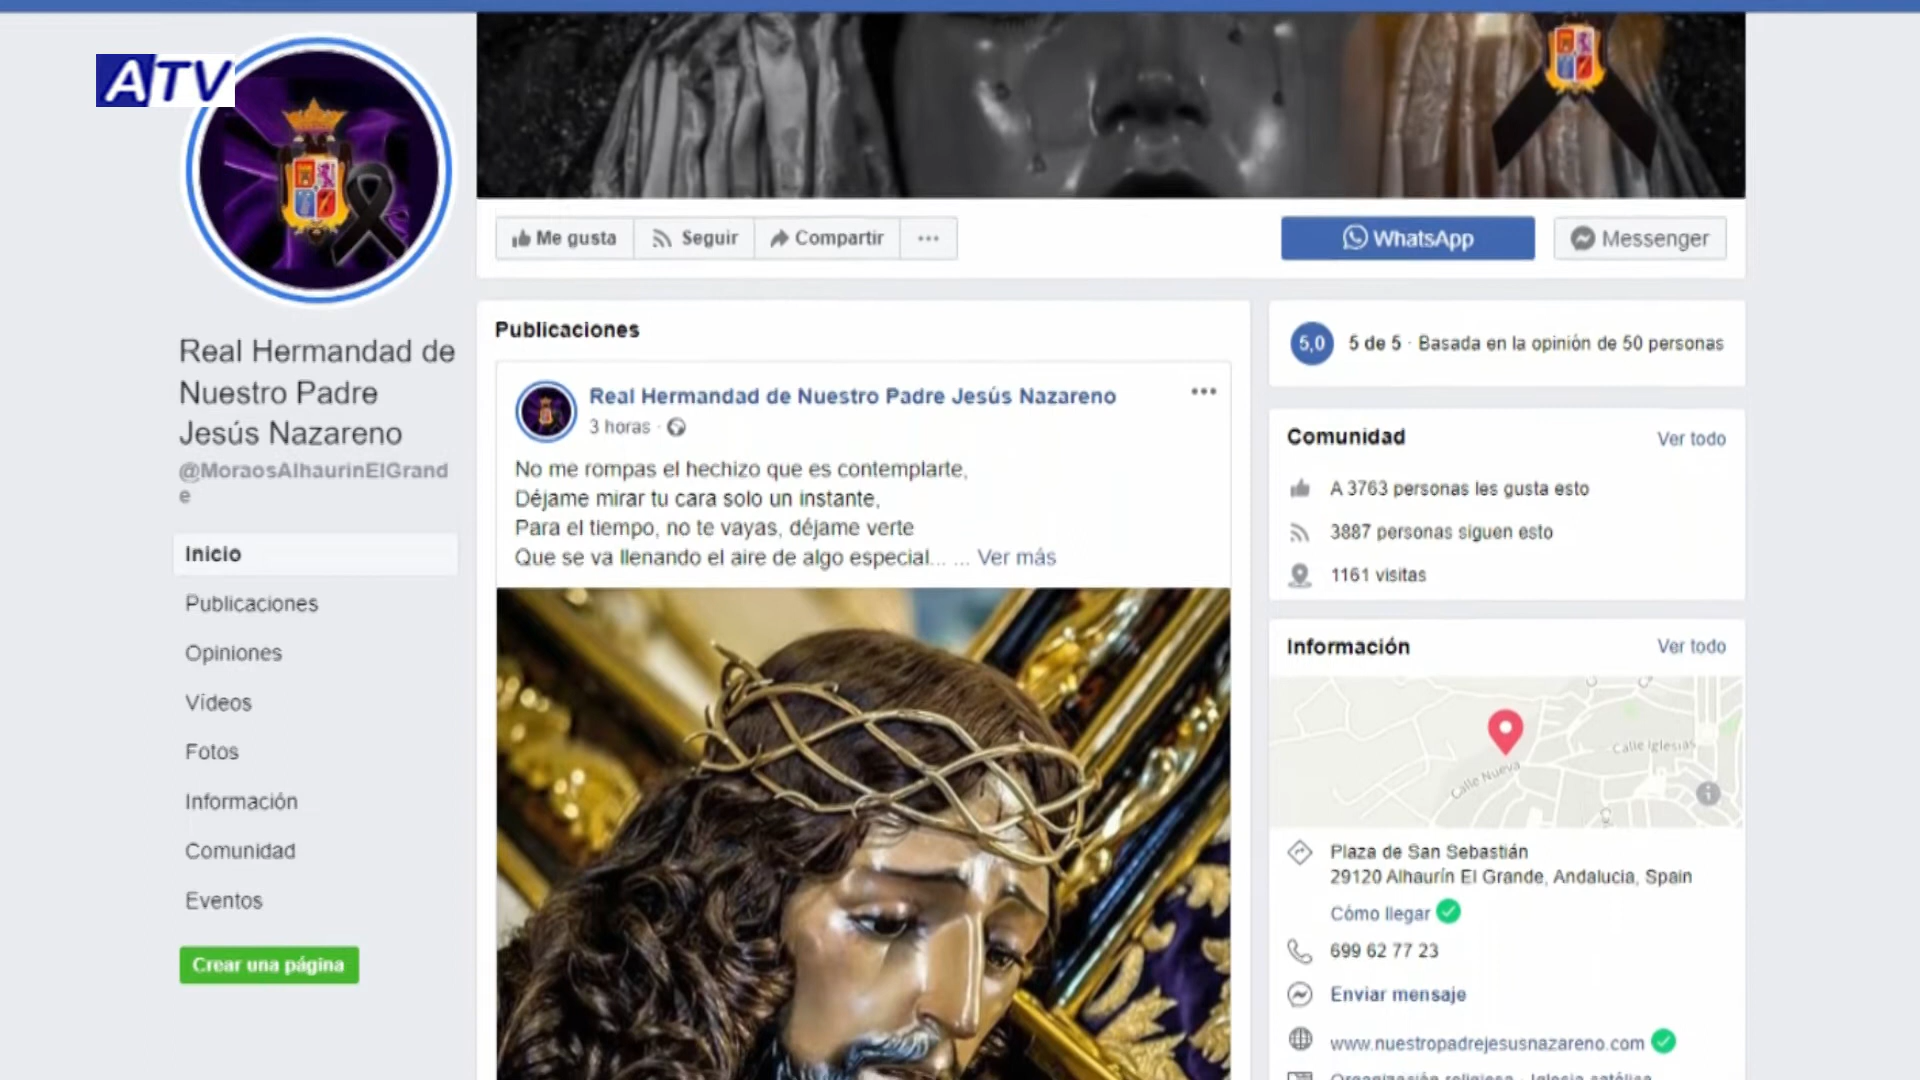 ATV
Real Hermandad de
Nuestro Padre
Jesús Nazareno
@MoraosAlhaurinElGrand
e
Inicio
Publicaciones
Opiniones
Vídeos
Fotos
Información
Comunidad
Eventos
Crear una página
Me gusta
Seguir
Compartir
WhatsApp
Messenger
Publicaciones
Real Hermandad de Nuestro Padre Jesús Nazareno
3 horas ·
No me rompas el hechizo que es contemplarte,
Déjame mirar tu cara solo un instante,
Para el tiempo, no te vayas, déjame verte
Que se va llenando el aire de algo especial... ... Ver más
5,0 5 de 5 · Basada en la opinión de 50 personas
Comunidad Ver todo
A 3763 personas les gusta esto
3887 personas siguen esto
1161 visitas
Información Ver todo
Calle Iglesias
Calle Nueva
Plaza de San Sebastián
29120 Alhaurín El Grande, Andalucia, Spain
Cómo llegar
699 62 77 23
Enviar mensaje
www.nuestropadrejesusnazareno.com
Organización religiosa · Iglesia católica